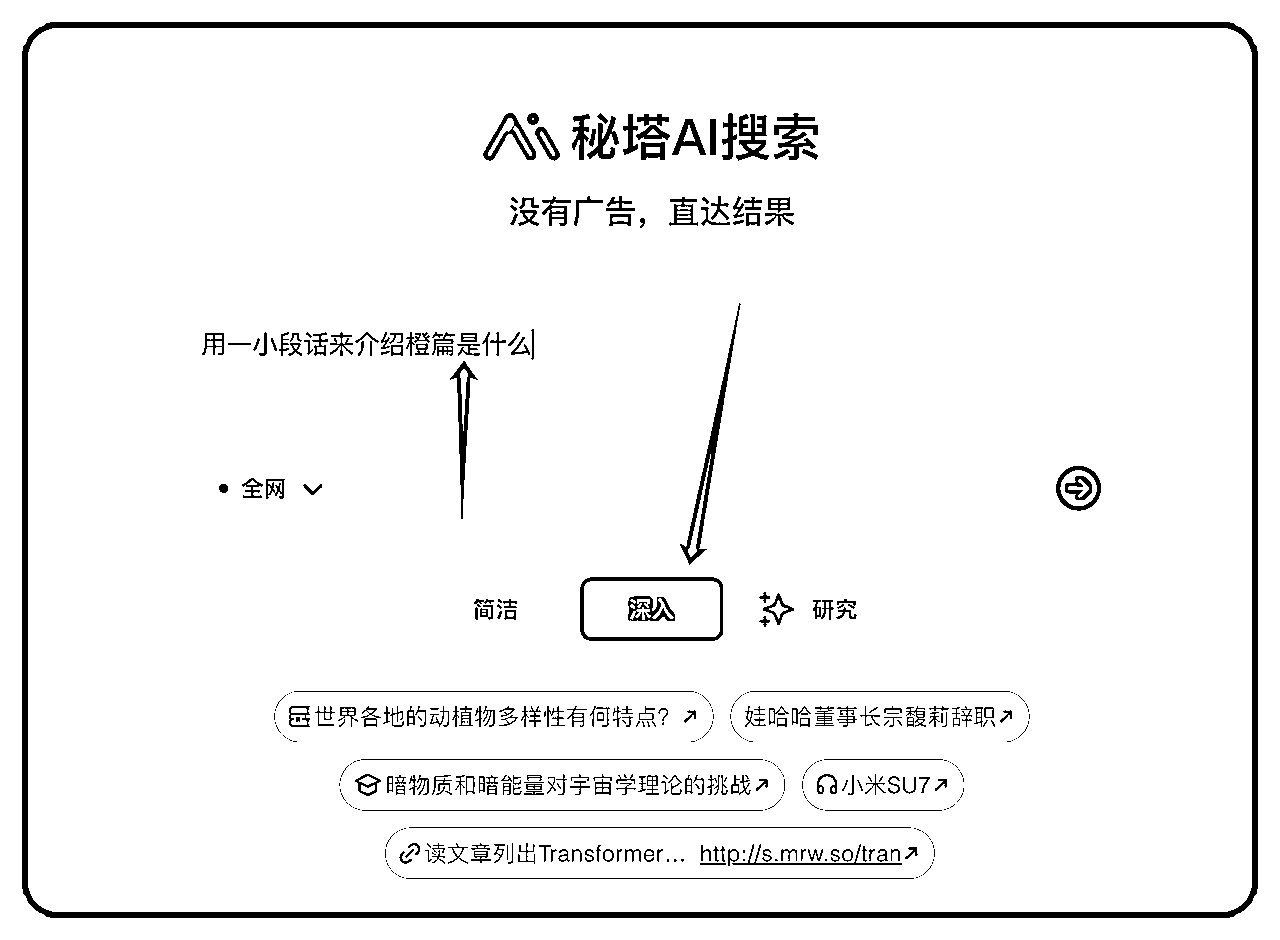 秘塔AI搜索
没有广告，直达结果
用一小段话来介绍橙篇是什么
全网
简洁 深入 研究
世界各地的动植物多样性有何特点？ 娃哈哈董事长宗馥莉辞职
暗物质和暗能量对宇宙学理论的挑战 小米SU7
读文章列出Transformer... http://s.mrw.so/tran